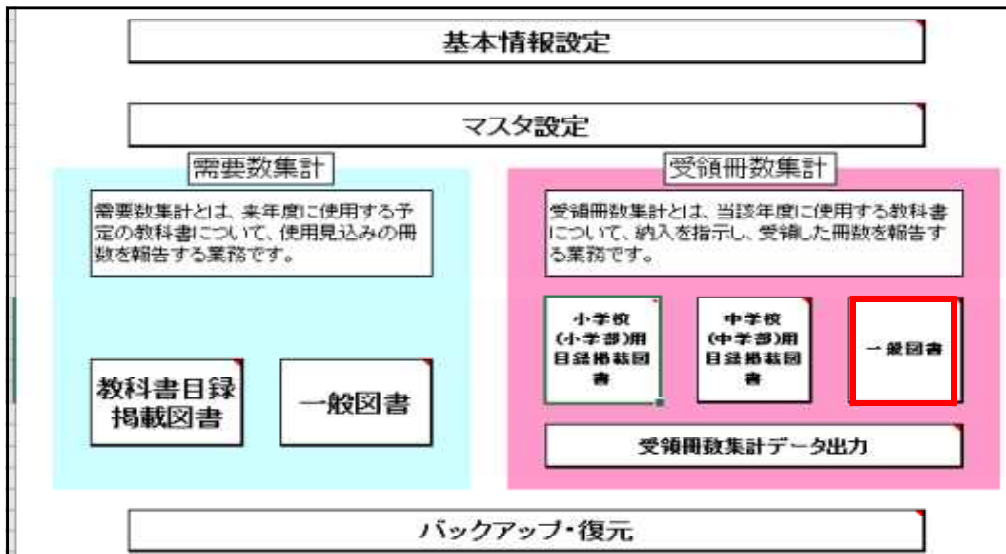 基本情報設定
マスタ設定
需要数集計
需要数集計とは、来年度に使用する予
定の教科書について、使用見込みの冊
数を報告する業務です。
教科書目録
掲載図書
一般図書
受領冊数集計
受領冊数集計とは、当該年度に使用する教科書
について、納入を指示し、受領した冊数を報告す
る業務です。
小学校
(小学部)用
目録掲載図
書
中学校
(中学部)用
目録掲載図
書
一般図書
受領冊数集計データ出力
バックアップ・復元